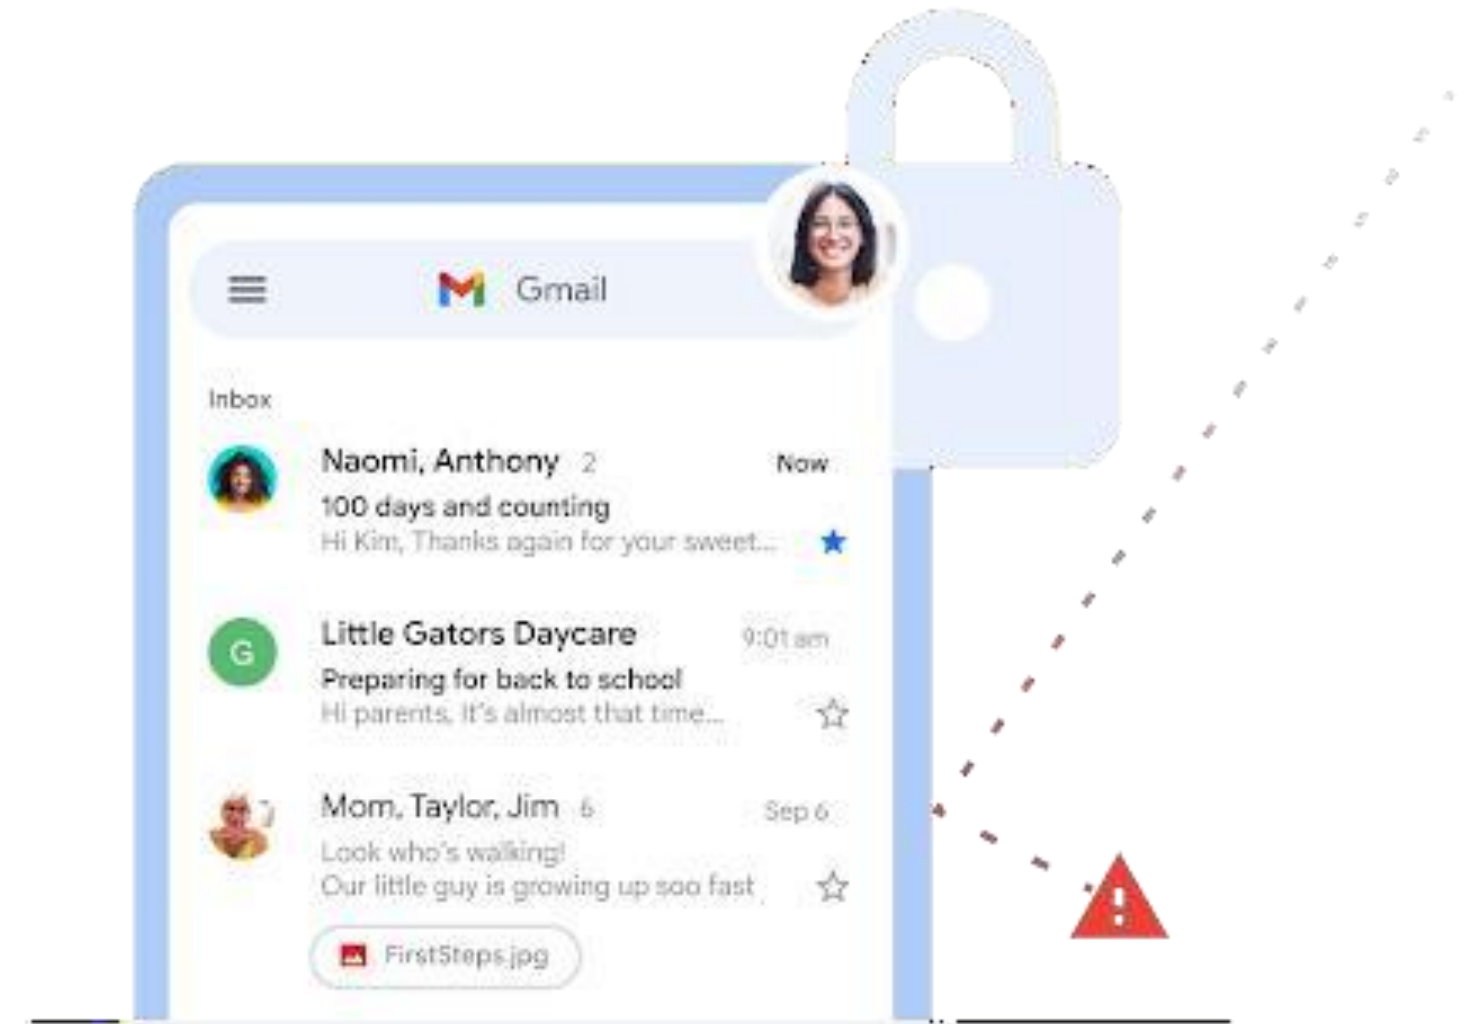 Gmail
Inbox
Naomi, Anthony 2 Now
100 days and counting
Hi Kim, Thanks again for your sweet...
G
Little Gators Daycare 9:01 am
Preparing for back to school
Hi parents, It's almost that time...
Mom, Taylor, Jim 6 Sep 6
Look who's walking!
Our little guy is growing up soo fast
FirstSteps.jpg
!